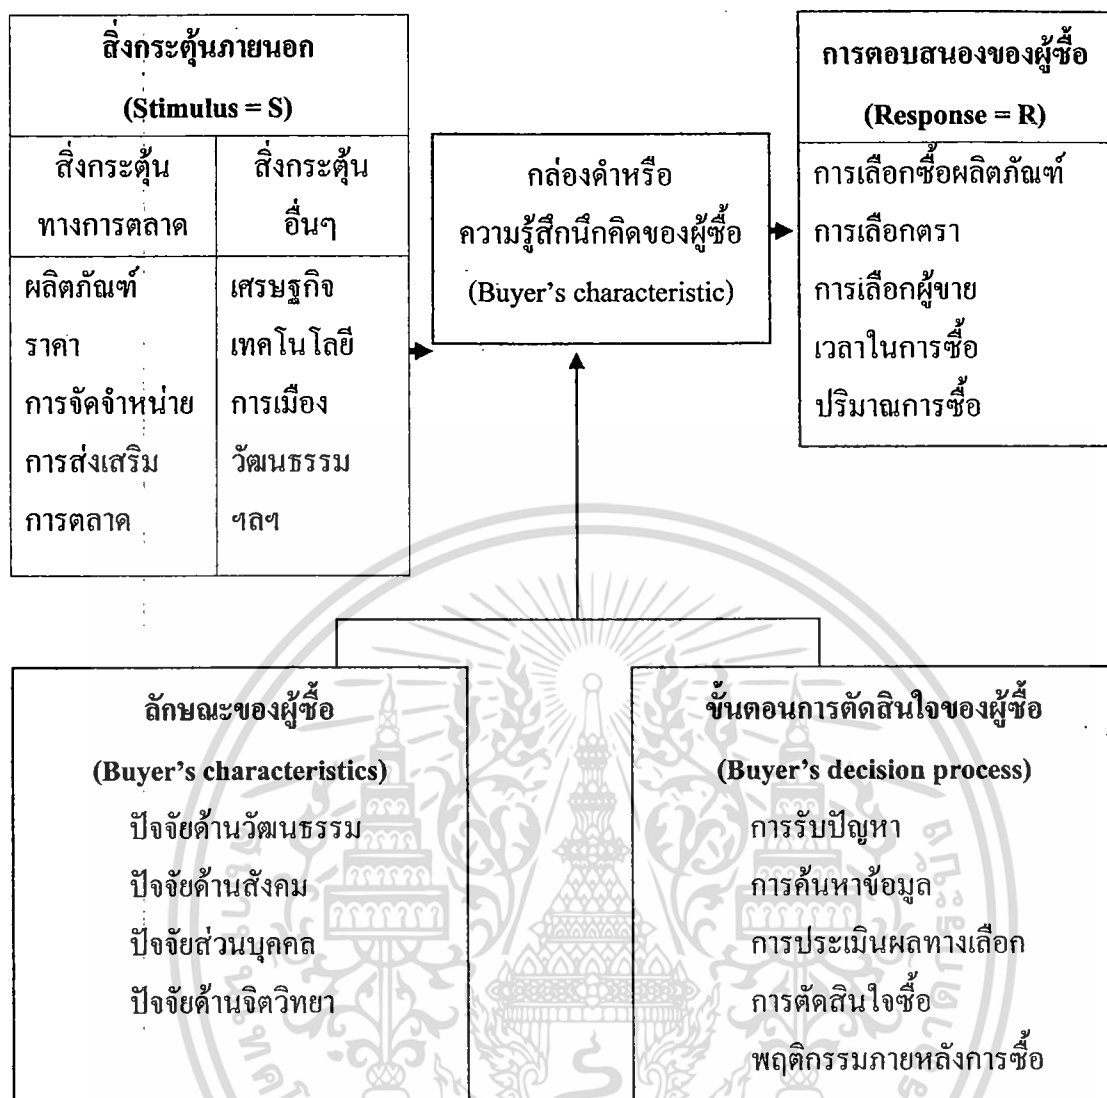 สิ่งกระตุ้นภายนอก
(Stimulus = S)
สิ่งกระตุ้น
ทางการตลาด
สิ่งกระตุ้น
อื่นๆ
ผลิตภัณฑ์
ราคา
การจัดจำหน่าย
การส่งเสริม
การตลาด
เศรษฐกิจ
เทคโนโลยี
การเมือง
วัฒนธรรม
ฯลฯ
กล่องดำหรือ
ความรู้สึกนึกคิดของผู้ซื้อ
(Buyer's characteristic)
การตอบสนองของผู้ซื้อ
(Response = R)
การเลือกซื้อผลิตภัณฑ์
การเลือกตรา
การเลือกผู้ขาย
เวลาในการซื้อ
ปริมาณการซื้อ
ลักษณะของผู้ซื้อ
(Buyer's characteristics)
ปัจจัยด้านวัฒนธรรม
ปัจจัยด้านสังคม
ปัจจัยส่วนบุคคล
ปัจจัยด้านจิตวิทยา
ขั้นตอนการตัดสินใจของผู้ซื้อ
(Buyer's decision process)
การรับปัญหา
การค้นหาข้อมูล
การประเมินผลทางเลือก
การตัดสินใจซื้อ
พฤติกรรมภายหลังการซื้อ